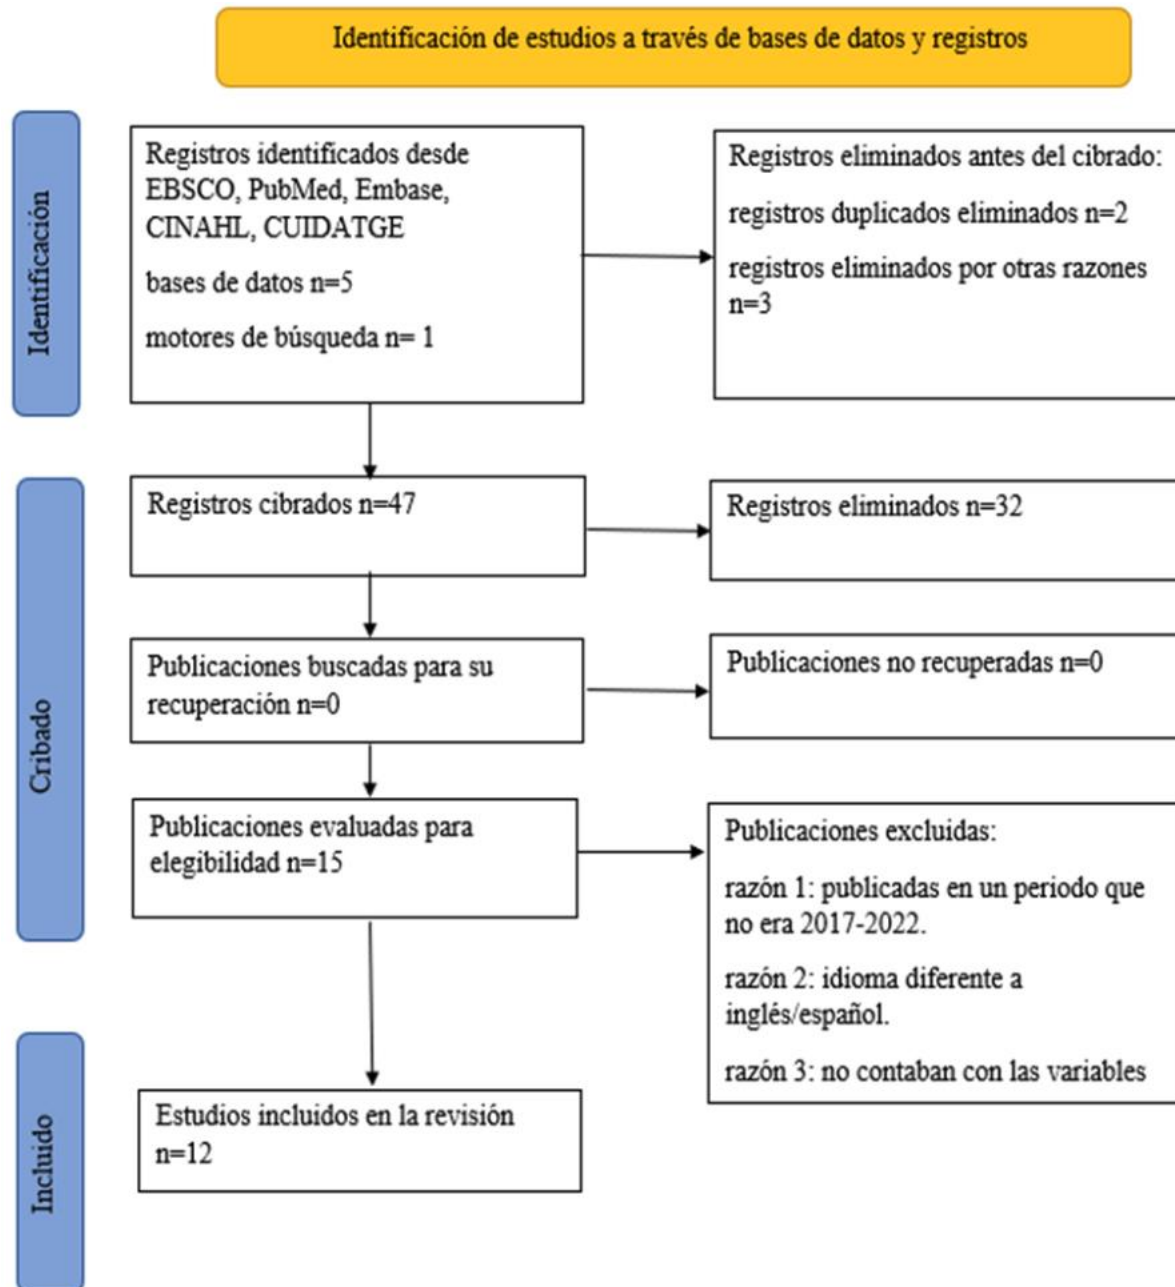 Identificación de estudios a través de bases de datos y registros
Identificación
Registros identificados desde
EBSCO, PubMed, Embase,
CINAHL, CUIDATGE
bases de datos n=5
motores de búsqueda n= 1
Registros eliminados antes del cibrado:
registros duplicados eliminados n=2
registros eliminados por otras razones
n=3
Cribado
Registros cibrados n=47
Registros eliminados n=32
Publicaciones buscadas para su
recuperación n=0
Publicaciones no recuperadas n=0
Publicaciones evaluadas para
elegibilidad n=15
Publicaciones excluidas:
razón 1: publicadas en un periodo que
no era 2017-2022.
razón 2: idioma diferente a
inglés/español.
razón 3: no contaban con las variables
Incluido
Estudios incluidos en la revisión
n=12